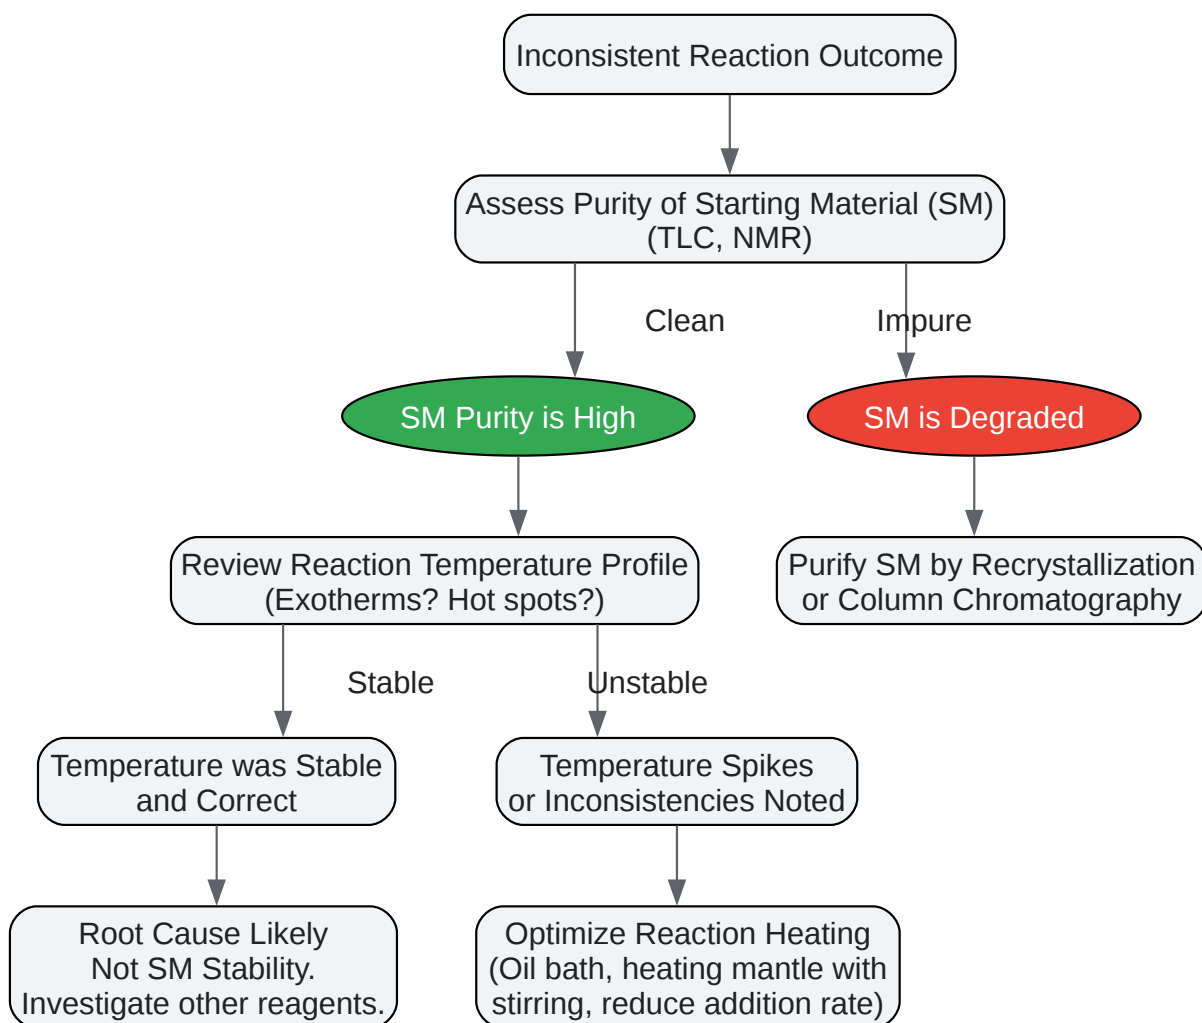 Inconsistent Reaction Outcome
Assess Purity of Starting Material (SM)
(TLC, NMR)
Clean
Impure
SM Purity is High
SM is Degraded
Review Reaction Temperature Profile
(Exotherms? Hot spots?)
Purify SM by Recrystallization
or Column Chromatography
Stable
Unstable
Temperature was Stable
and Correct
Temperature Spikes
or Inconsistencies Noted
Root Cause Likely
Not SM Stability.
Investigate other reagents.
Optimize Reaction Heating
(Oil bath, heating mantle with
stirring, reduce addition rate)